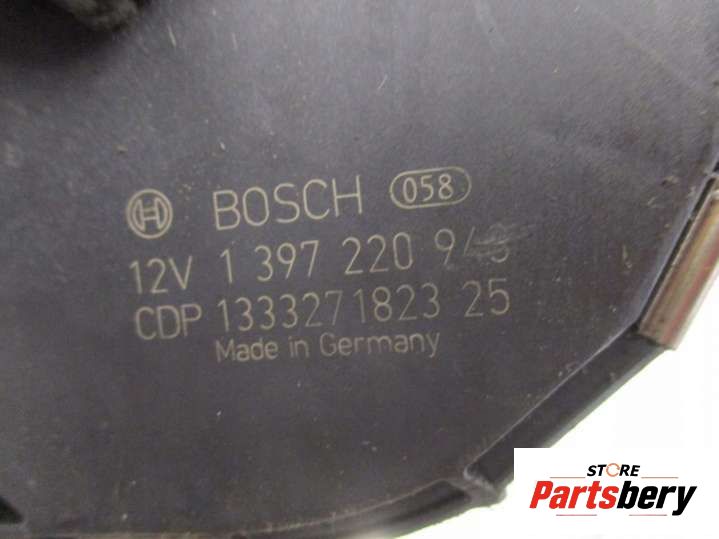 BOSCH 058
12V 1 397 220
CDP 1333271823 25
Made in Germany
STORE
Partsbery